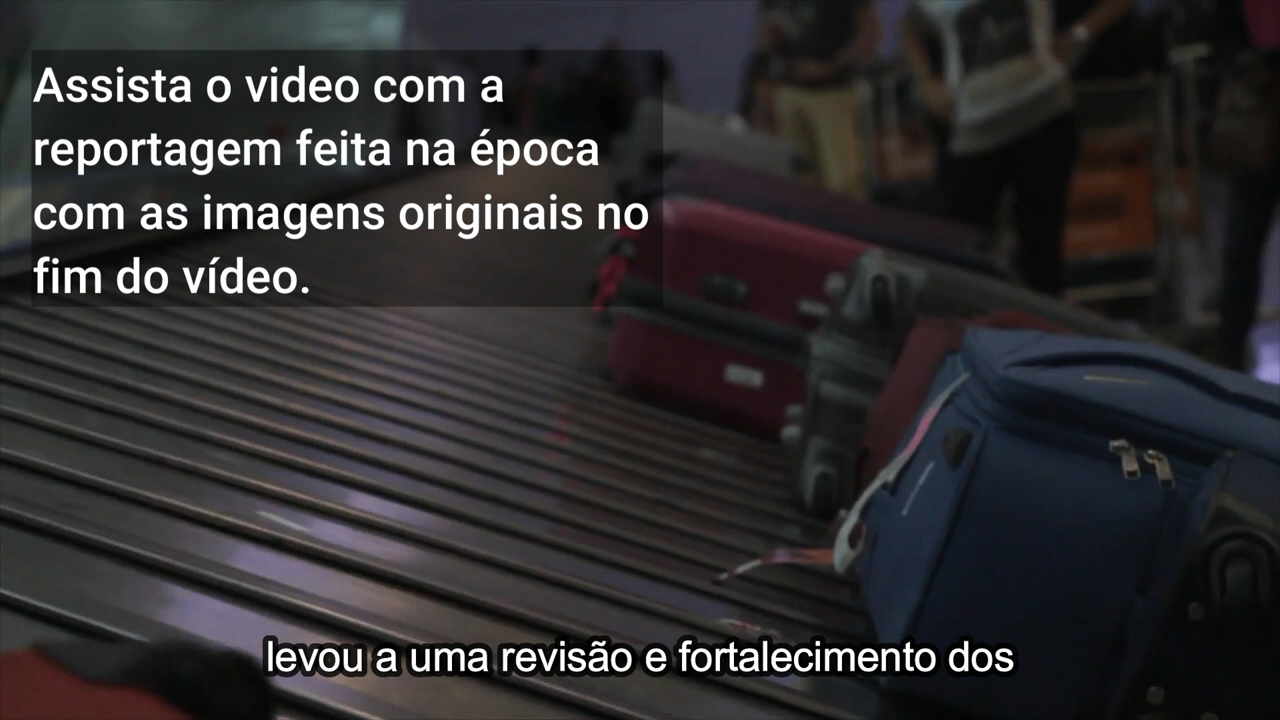 Assista o video com a
reportagem feita na época
com as imagens originais no
fim do vídeo.
levou a uma revisão e fortalecimento dos